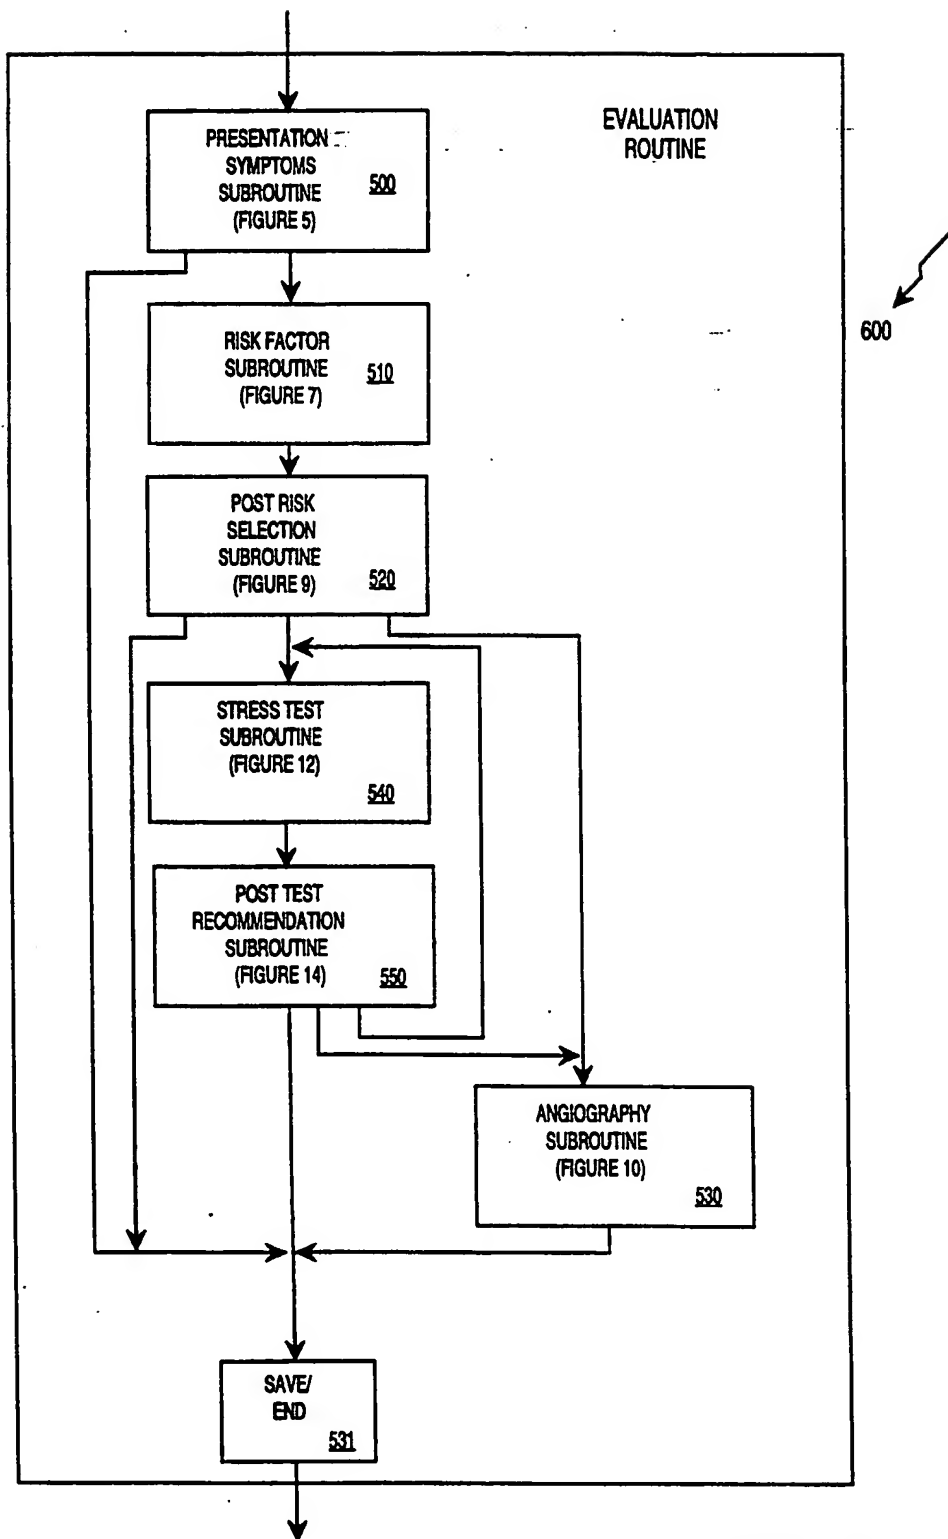 EVALUATION
ROUTINE
PRESENTATION
SYMPTOMS
SUBROUTINE
(FIGURE 5)
500
600
RISK FACTOR
SUBROUTINE
(FIGURE 7)
510
POST RISK
SELECTION
SUBROUTINE
(FIGURE 9)
520
STRESS TEST
SUBROUTINE
(FIGURE 12)
540
POST TEST
RECOMMENDATION
SUBROUTINE
(FIGURE 14)
550
ANGIOGRAPHY
SUBROUTINE
(FIGURE 10)
530
SAVE/
END
531